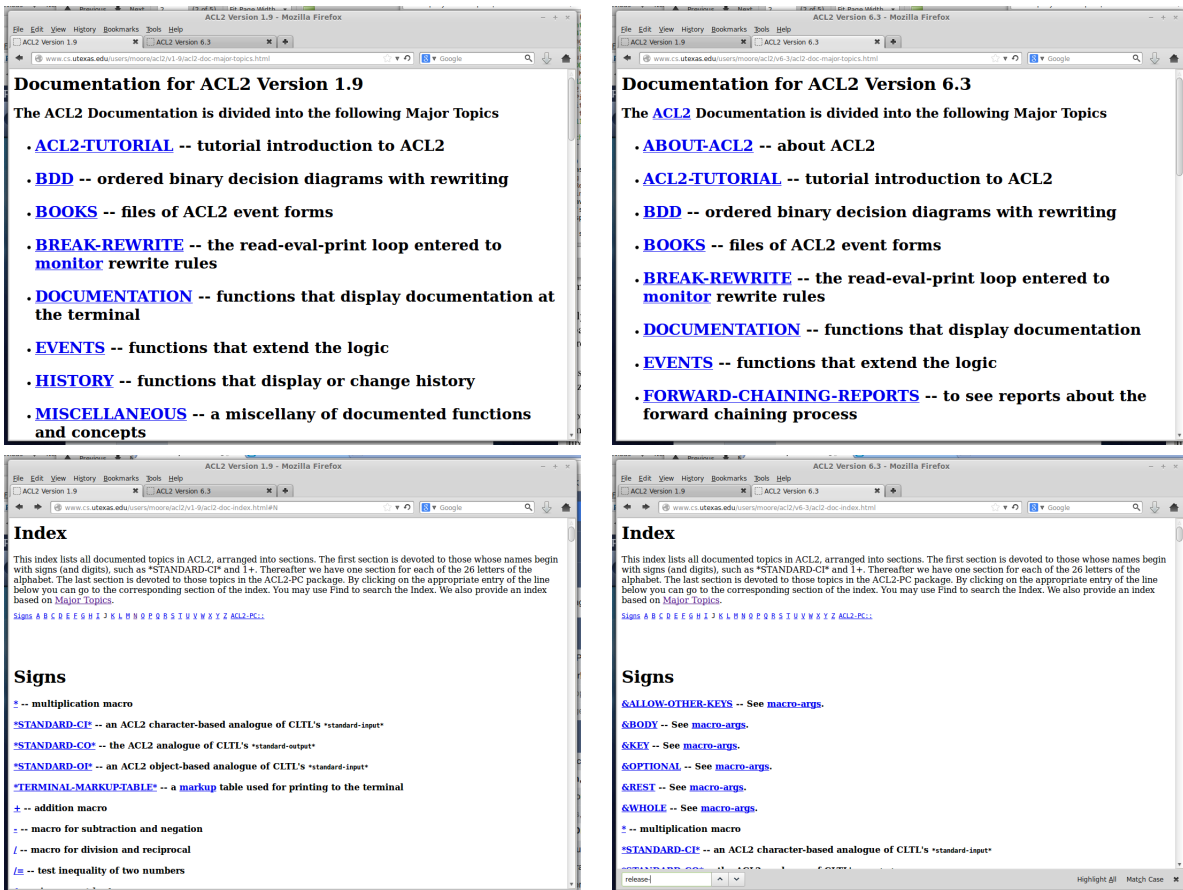 ACL2 Version 1.9 - Mozilla Firefox
File Edit View History Bookmarks Tools Help
ACL2 Version 1.9
ACL2 Version 6.3
www.cs.utexas.edu/users/moore/acl2/v1-9/acl2-doc-major-topics.html
Google
Documentation for ACL2 Version 1.9
The ACL2 Documentation is divided into the following Major Topics
• ACL2-TUTORIAL -- tutorial introduction to ACL2
• BDD -- ordered binary decision diagrams with rewriting
• BOOKS -- files of ACL2 event forms
• BREAK-REWRITE -- the read-eval-print loop entered to
monitor rewrite rules
• DOCUMENTATION -- functions that display documentation at
the terminal
• EVENTS -- functions that extend the logic
• HISTORY -- functions that display or change history
• MISCELLANEOUS -- a miscellany of documented functions
and concepts
ACL2 Version 6.3 - Mozilla Firefox
File Edit View History Bookmarks Tools Help
ACL2 Version 1.9
ACL2 Version 6.3
www.cs.utexas.edu/users/moore/acl2/v6-3/acl2-doc-major-topics.html
Google
Documentation for ACL2 Version 6.3
The ACL2 Documentation is divided into the following Major Topics
• ABOUT-ACL2 -- about ACL2
• ACL2-TUTORIAL -- tutorial introduction to ACL2
• BDD -- ordered binary decision diagrams with rewriting
• BOOKS -- files of ACL2 event forms
• BREAK-REWRITE -- the read-eval-print loop entered to
monitor rewrite rules
• DOCUMENTATION -- functions that display documentation
• EVENTS -- functions that extend the logic
• FORWARD-CHAINING-REPORTS -- to see reports about the
forward chaining process
ACL2 Version 1.9 - Mozilla Firefox
File Edit View History Bookmarks Tools Help
ACL2 Version 1.9
ACL2 Version 6.3
www.cs.utexas.edu/users/moore/acl2/v1-9/acl2-doc-index.html#N
Google
Index
This index lists all documented topics in ACL2, arranged into sections. The first section is devoted to those whose names begin
with signs (and digits), such as *STANDARD-CI* and 1+. Thereafter we have one section for each of the 26 letters of the
alphabet. The last section is devoted to those topics in the ACL2-PC package. By clicking on the appropriate entry of the line
below you can go to the corresponding section of the index. You may use Find to search the Index. We also provide an index
based on Major Topics.
Signs A B C D E F G H I J K L M N O P Q R S T U V W X Y Z ACL2-PC::
Signs
* -- multiplication macro
*STANDARD-CI* -- an ACL2 character-based analogue of CLTL's *standard-input*
*STANDARD-CO* -- the ACL2 analogue of CLTL's *standard-output*
*STANDARD-OI* -- an ACL2 object-based analogue of CLTL's *standard-input*
*TERMINAL-MARKUP-TABLE* -- a markup table used for printing to the terminal
+ -- addition macro
- -- macro for subtraction and negation
/ -- macro for division and reciprocal
/= -- test inequality of two numbers
ACL2 Version 6.3 - Mozilla Firefox
File Edit View History Bookmarks Tools Help
ACL2 Version 1.9
ACL2 Version 6.3
www.cs.utexas.edu/users/moore/acl2/v6-3/acl2-doc-index.html
Google
Index
This index lists all documented topics in ACL2, arranged into sections. The first section is devoted to those whose names begin
with signs (and digits), such as *STANDARD-CI* and 1+. Thereafter we have one section for each of the 26 letters of the
alphabet. The last section is devoted to those topics in the ACL2-PC package. By clicking on the appropriate entry of the line
below you can go to the corresponding section of the index. You may use Find to search the Index. We also provide an index
based on Major Topics.
Signs A B C D E F G H I J K L M N O P Q R S T U V W X Y Z ACL2-PC::
Signs
&ALLOW-OTHER-KEYS -- See macro-args.
&BODY -- See macro-args.
&KEY -- See macro-args.
&OPTIONAL -- See macro-args.
&REST -- See macro-args.
&WHOLE -- See macro-args.
* -- multiplication macro
*STANDARD-CI* -- an ACL2 character-based analogue of CLTL's *standard-input*
release-
Highlight All Match Case